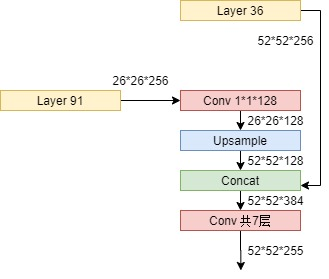 Layer 36
52*52*256
26*26*256
Layer 91
Conv 1*1*128
26*26*128
Upsample
52*52*128
Concat
52*52*384
Conv 共7层
52*52*255